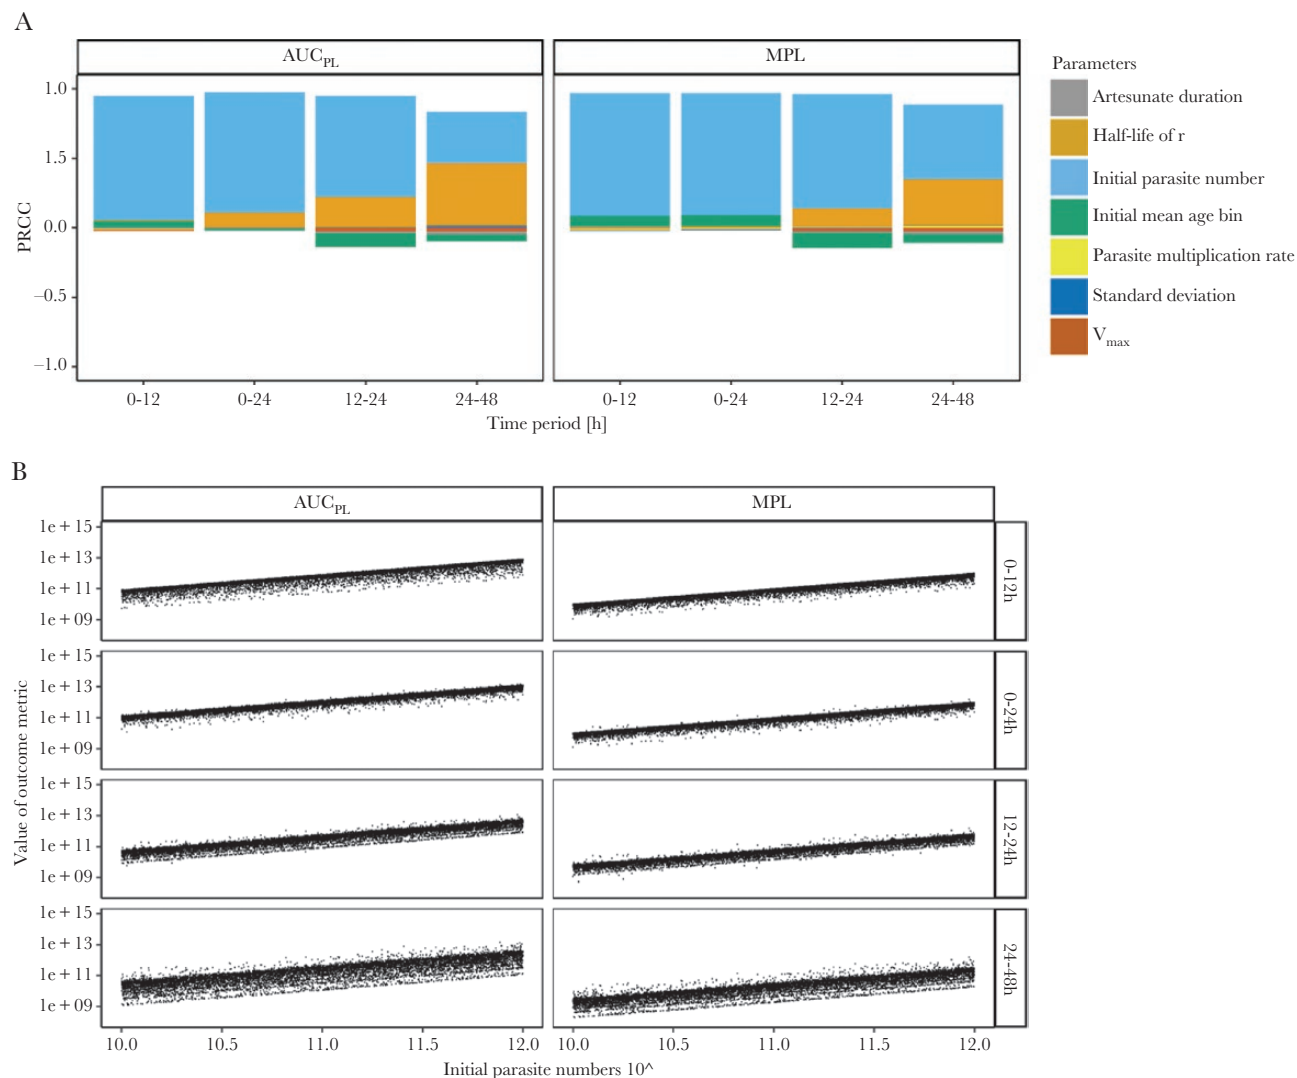 A
AUCPL
MPL
Parameters
Artesunate duration
Half-life of r
Initial parasite number
Initial mean age bin
Parasite multiplication rate
Standard deviation
Vmax
PRCC
1.0
1.5
0.0
–0.5
–1.0
0-12
0-24
12-24
24-48
0-12
0-24
12-24
24-48
Time period [h]
B
AUCPL
MPL
Value of outcome metric
1e + 15
1e + 13
1e + 11
1e + 09
0-12h
1e + 15
1e + 13
1e + 11
1e + 09
0-24h
1e + 15
1e + 13
1e + 11
1e + 09
12-24h
1e + 15
1e + 13
1e + 11
1e + 09
24-48h
10.0
10.5
11.0
11.5
12.0
10.0
10.5
11.0
11.5
12.0
Initial parasite numbers 10^